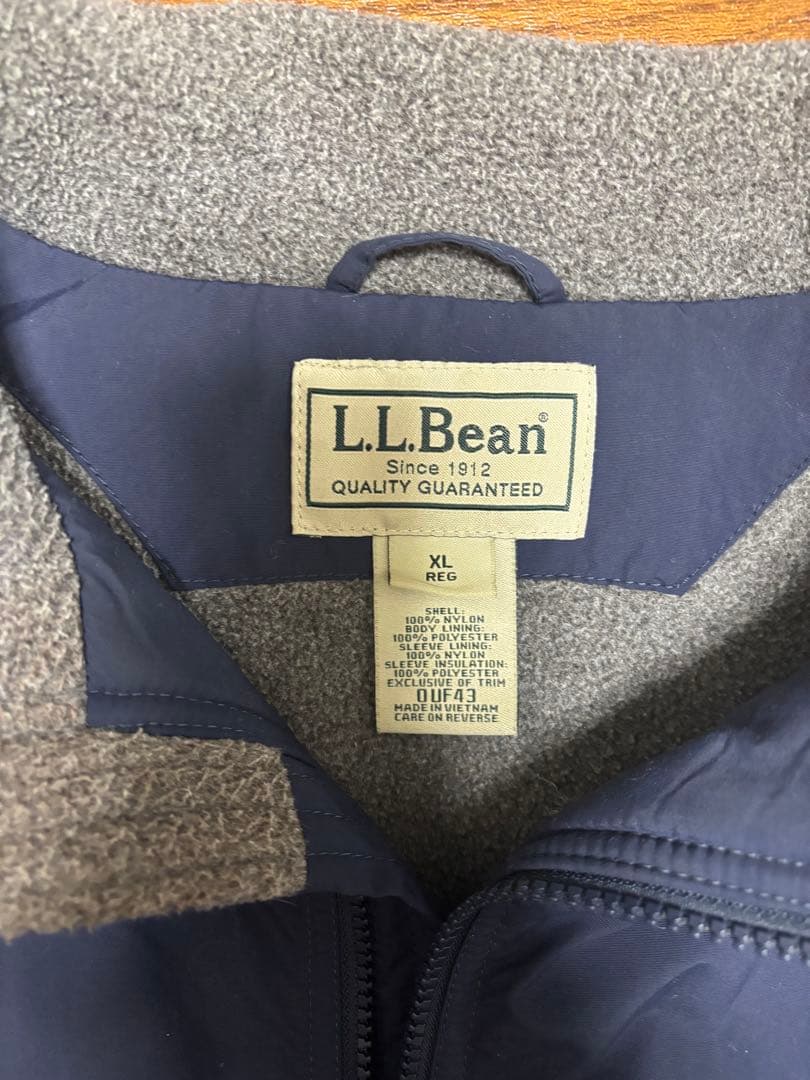 L.L.Bean®
Since 1912
QUALITY GUARANTEED
XL
REG
SHELL:
100% NYLON
BODY LINING:
100% POLYESTER
SLEEVE LINING:
100% NYLON
SLEEVE INSULATION:
100% POLYESTER
EXCLUSIVE OF TRIM
0UF43
MADE IN VIETNAM
CARE ON REVERSE